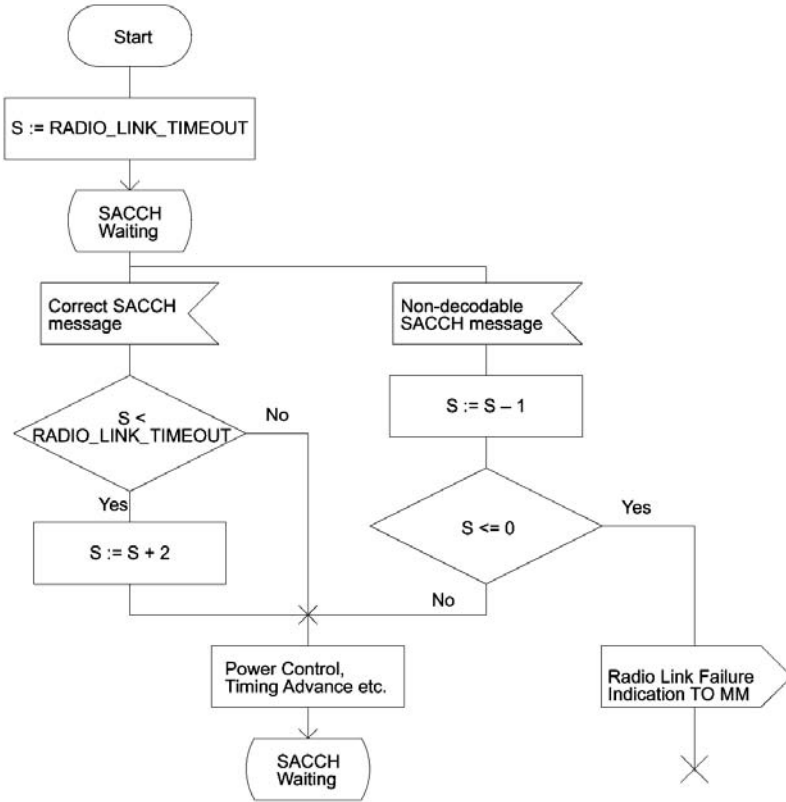 Start
S := RADIO_LINK_TIMEOUT
SACCH
Waiting
Correct SACCH
message
Non-decodable
SACCH message
S <
RADIO_LINK_TIMEOUT
No
S := S – 1
Yes
S := S + 2
S <= 0
Yes
No
Power Control,
Timing Advance etc.
Radio Link Failure
Indication TO MM
SACCH
Waiting